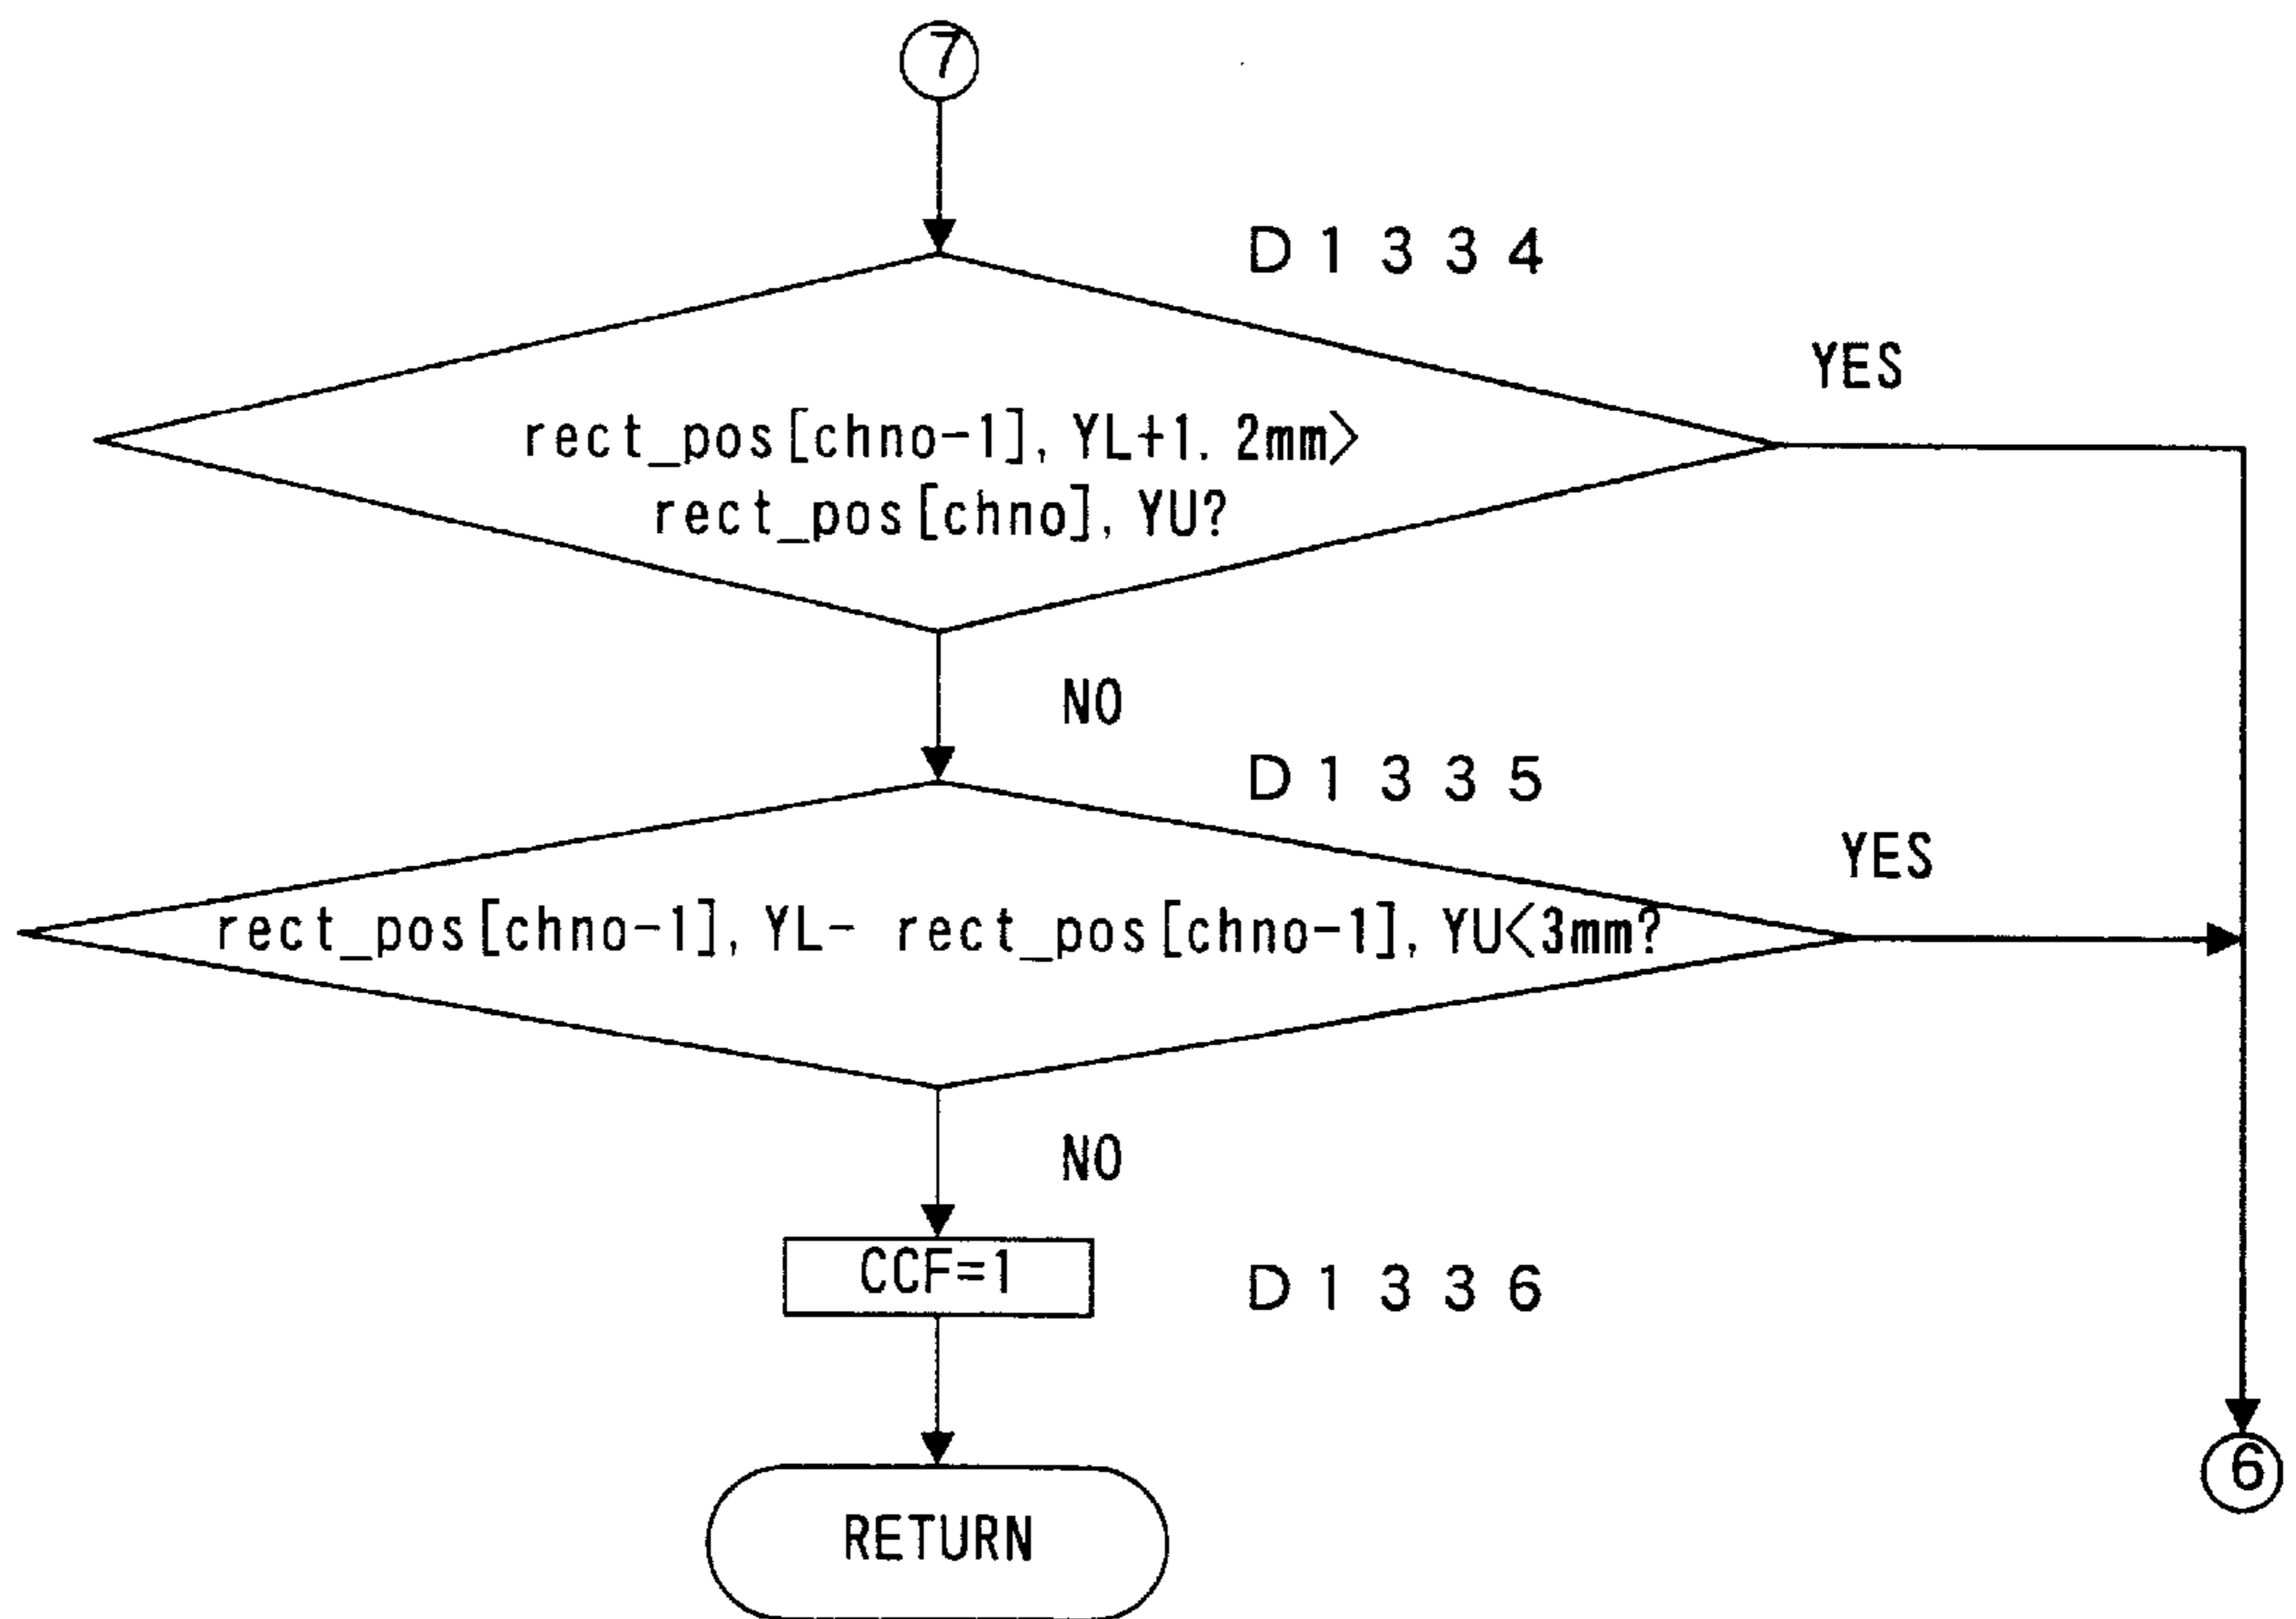 7
D1334
YES
rect_pos[chno-1], YL+1.2mm>
rect_pos[chno], YU?
NO
D1335
YES
rect_pos[chno-1], YL- rect_pos[chno-1], YU<3mm?
NO
CCF=1
D1336
6
RETURN